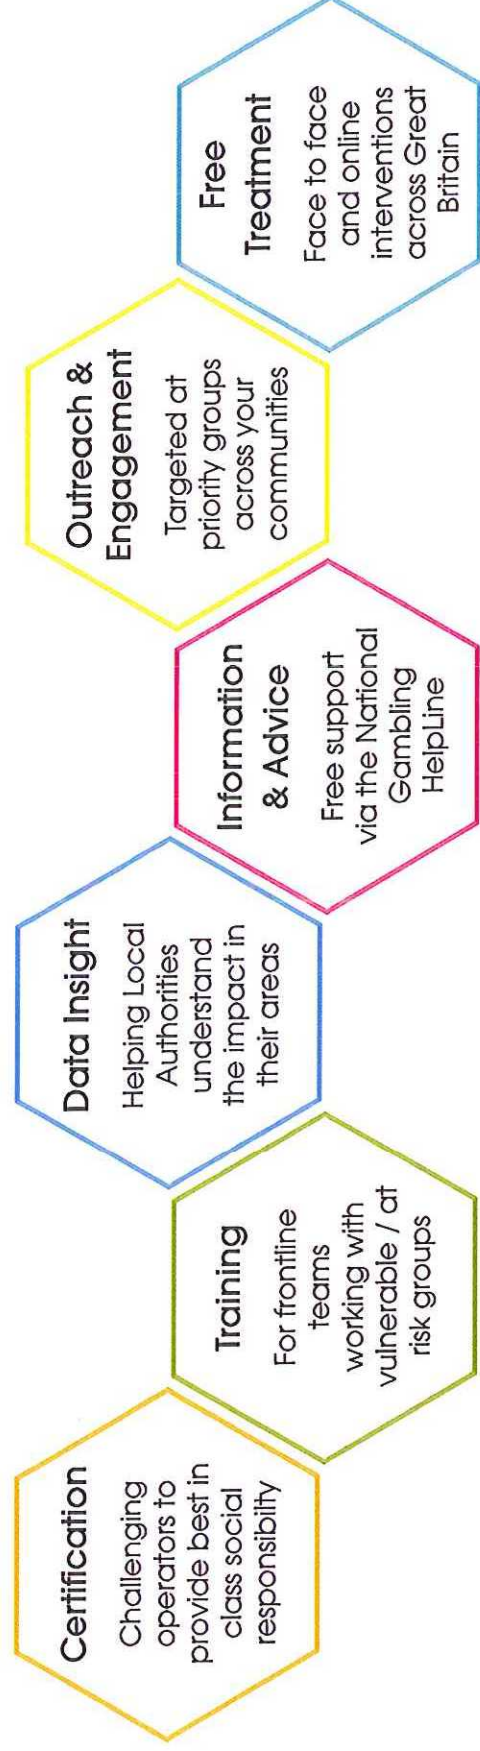 Certification
Challenging
operators to
provide best in
class social
responsibilty
Training
For frontline
teams
working with
vulnerable / at
risk groups
Data Insight
Helping Local
Authorities
understand
the impact in
their areas
Information
& Advice
Free support
via the National
Gambling
HelpLine
Outreach &
Engagement
Targeted at
priority groups
across your
communities
Free
Treatment
Face to face
and online
interventions
across Great
Britain